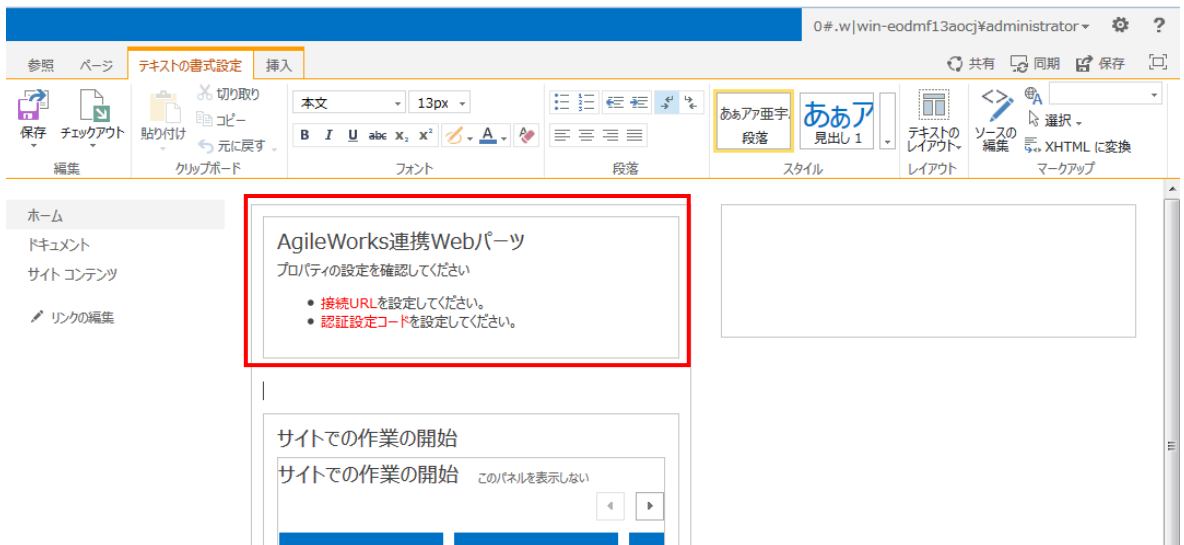 0#.w|win-eodmf13aocj¥administrator
?
参照 ページ テキストの書式設定 挿入
共有 同期 保存
保存 チェックアウト
編集
貼り付け
切り取り
コピー
元に戻す
クリップボード
本文 13px
B I U abc x₂ x²
A
フォント
段落
あぁアァ亜宇.
段落
あぁア
見出し 1
スタイル
テキストの
レイアウト
レイアウト
ソースの
編集
選択
XHTML に変換
マークアップ
ホーム
ドキュメント
サイト コンテンツ
リンクの編集
AgileWorks連携Webパーツ
プロパティの設定を確認してください
• 接続URLを設定してください。
• 認証設定コードを設定してください。
サイトでの作業の開始
サイトでの作業の開始 このパネルを表示しない